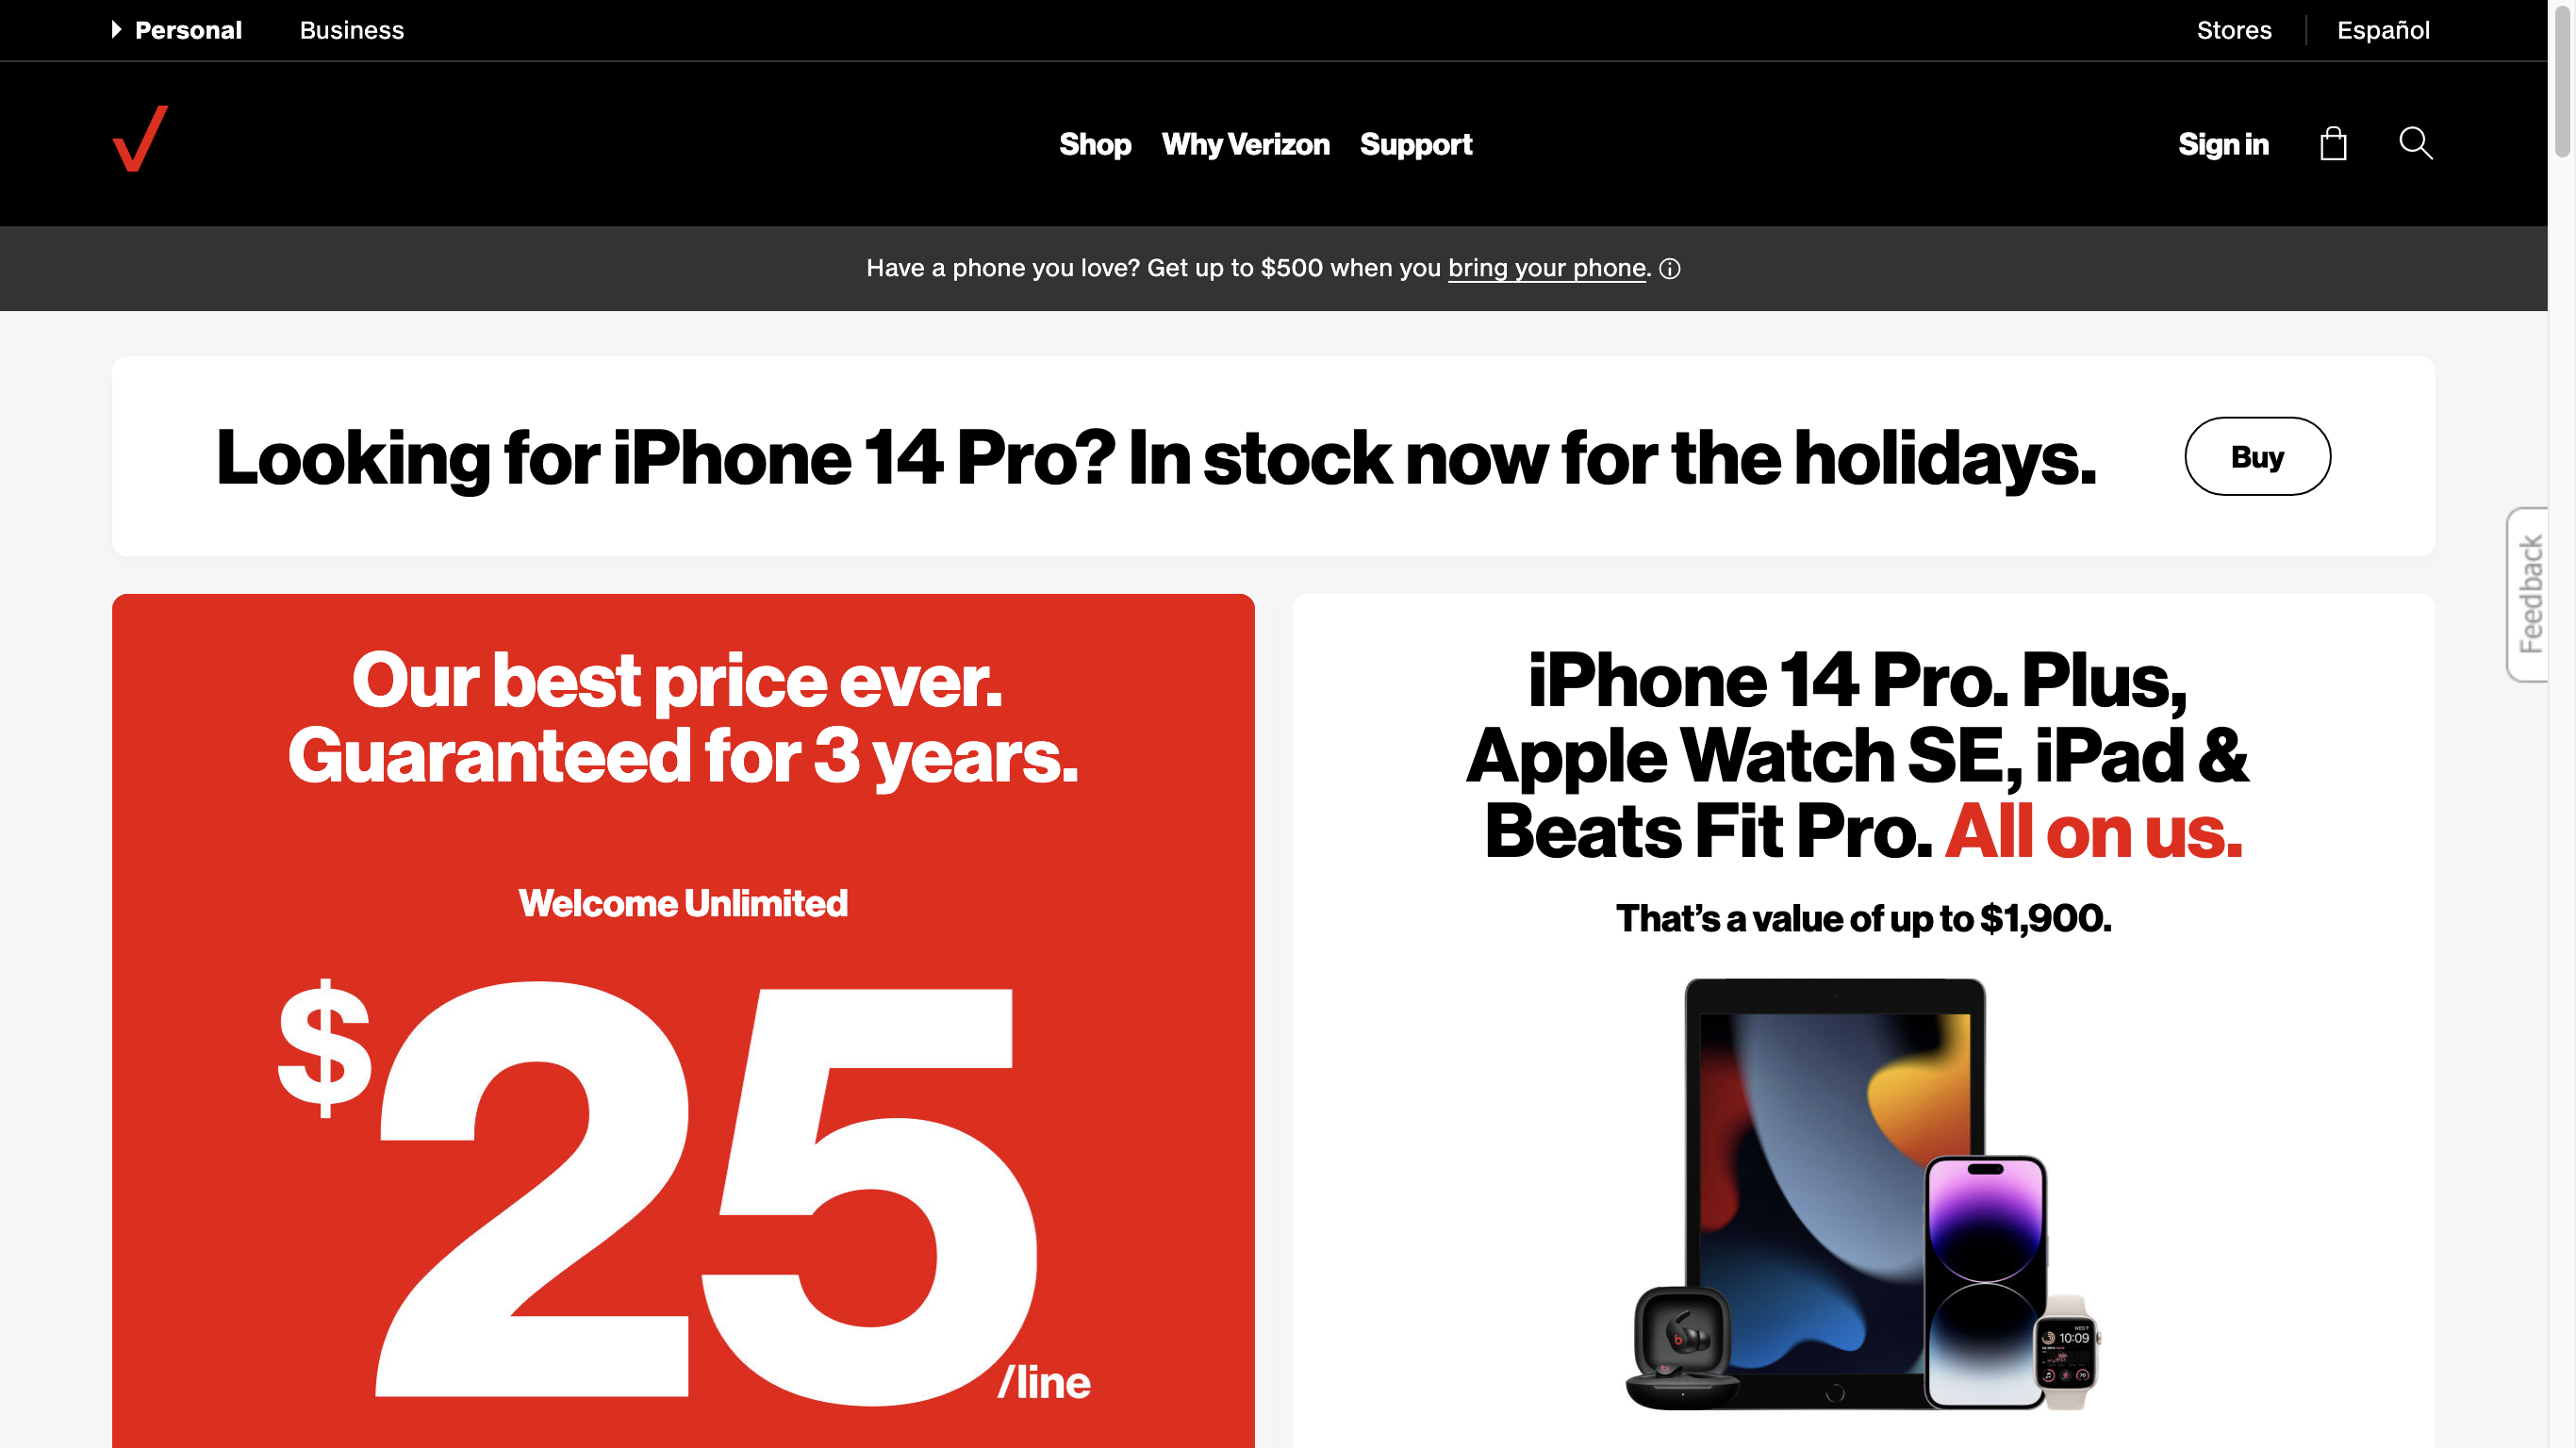 Personal Business Stores Español
Shop Why Verizon Support Sign in
Have a phone you love? Get up to $500 when you bring your phone.
Looking for iPhone 14 Pro? In stock now for the holidays. Buy
Feedback
Our best price ever.
Guaranteed for 3 years.
Welcome Unlimited
$25/line
iPhone 14 Pro. Plus,
Apple Watch SE, iPad &
Beats Fit Pro. All on us.
That’s a value of up to $1,900.
10:09